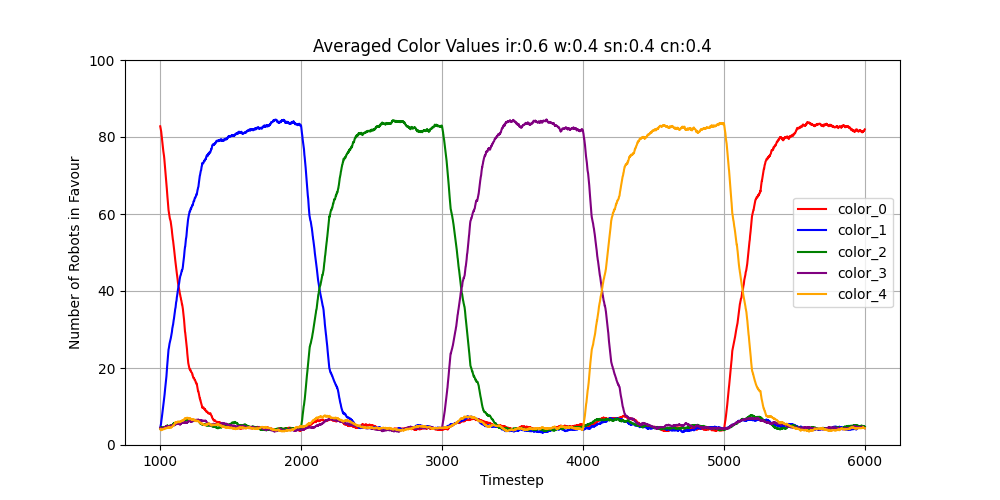 Averaged Color Values ir:0.6 w:0.4 sn:0.4 cn:0.4
Number of Robots in Favour
100
80
60
40
20
0
color_0
color_1
color_2
color_3
color_4
1000 2000 3000 4000 5000 6000
Timestep